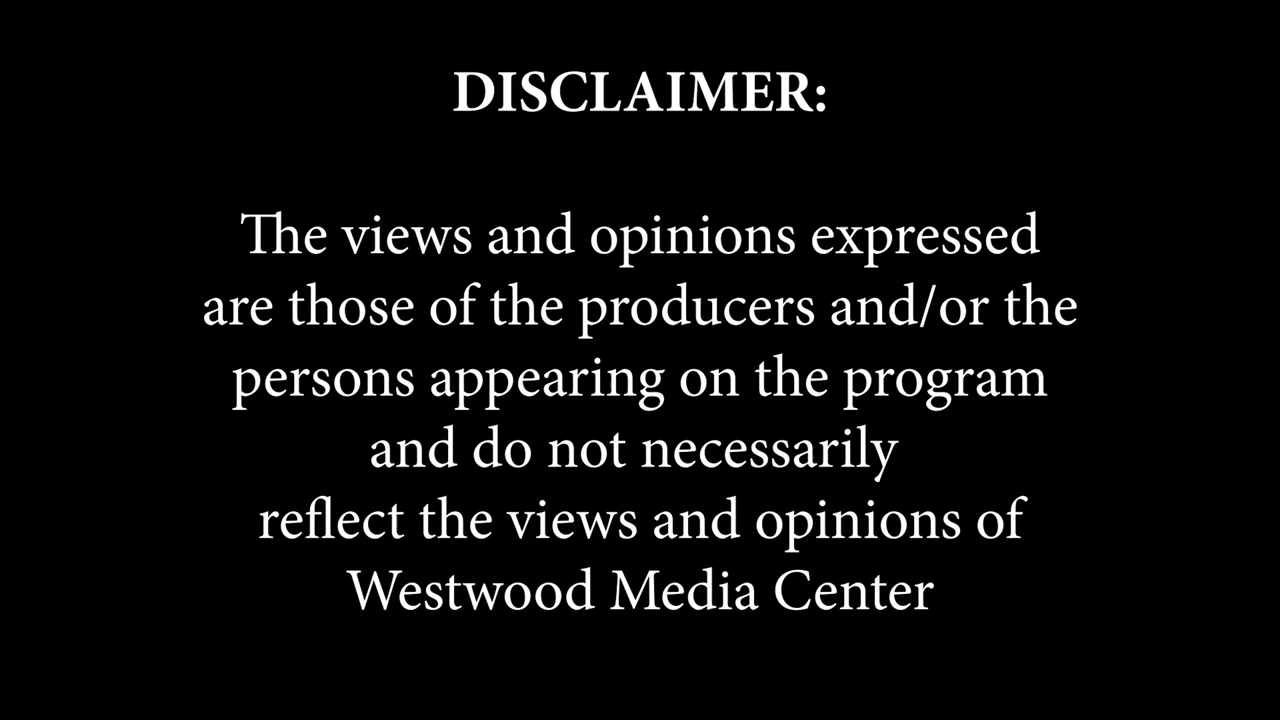 DISCLAIMER:
The views and opinions expressed
are those of the producers and/or the
persons appearing on the program
and do not necessarily
reflect the views and opinions of
Westwood Media Center